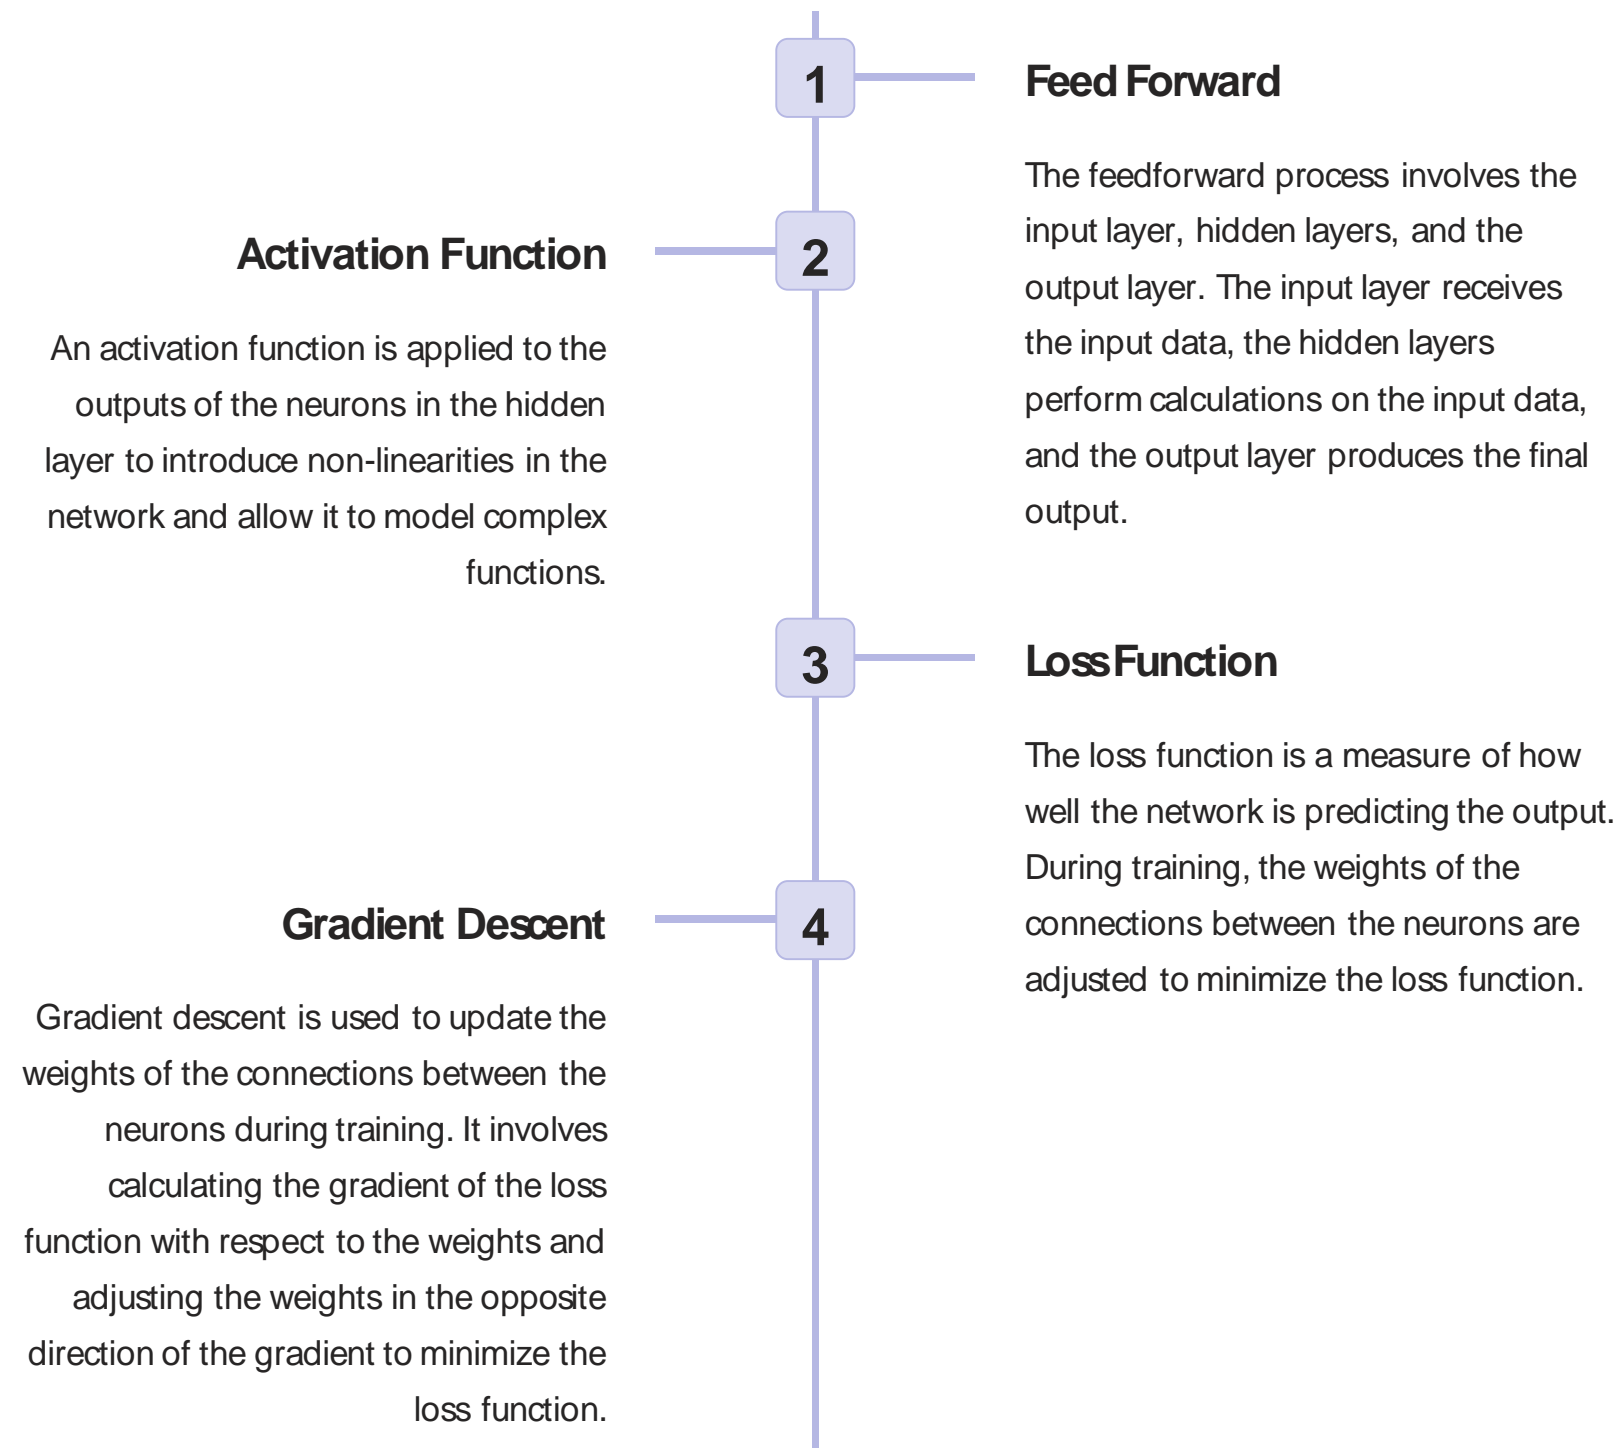 1
Feed Forward
The feedforward process involves the
input layer, hidden layers, and the
output layer. The input layer receives
the input data, the hidden layers
perform calculations on the input data,
and the output layer produces the final
output.
2
Activation Function
An activation function is applied to the
outputs of the neurons in the hidden
layer to introduce non-linearities in the
network and allow it to model complex
functions.
3
Loss Function
The loss function is a measure of how
well the network is predicting the output.
During training, the weights of the
connections between the neurons are
adjusted to minimize the loss function.
4
Gradient Descent
Gradient descent is used to update the
weights of the connections between the
neurons during training. It involves
calculating the gradient of the loss
function with respect to the weights and
adjusting the weights in the opposite
direction of the gradient to minimize the
loss function.